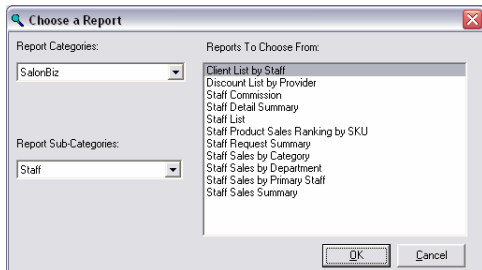 Choose a Report
Report Categories:
SalonBiz
Report Sub-Categories:
Staff
Reports To Choose From:
Client List by Staff
Discount List by Provider
Staff Commission
Staff Detail Summary
Staff List
Staff Product Sales Ranking by SKU
Staff Request Summary
Staff Sales by Category
Staff Sales by Department
Staff Sales by Primary Staff
Staff Sales Summary
OK
Cancel